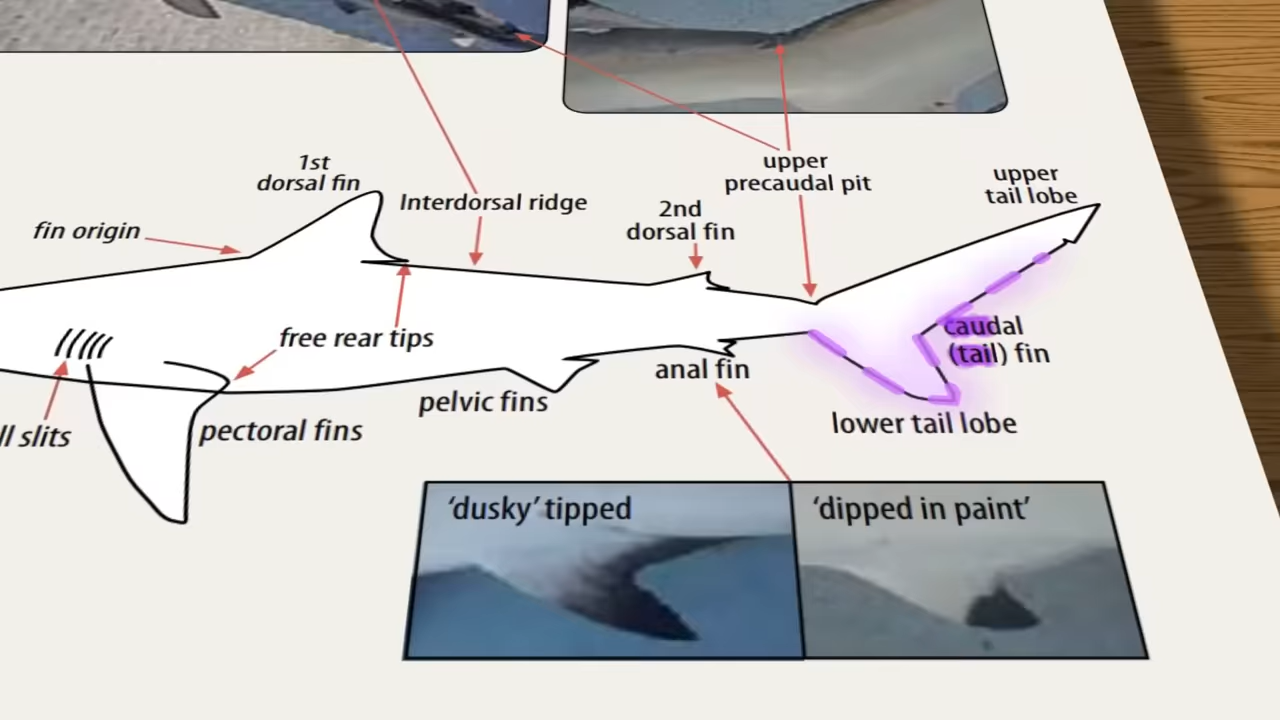 1st
dorsal fin
upper
precaudal pit
upper
tail lobe
fin origin
Interdorsal ridge
2nd
dorsal fin
free rear tips
caudal
(tail) fin
anal fin
pelvic fins
lower tail lobe
slits
pectoral fins
'dusky' tipped
'dipped in paint'